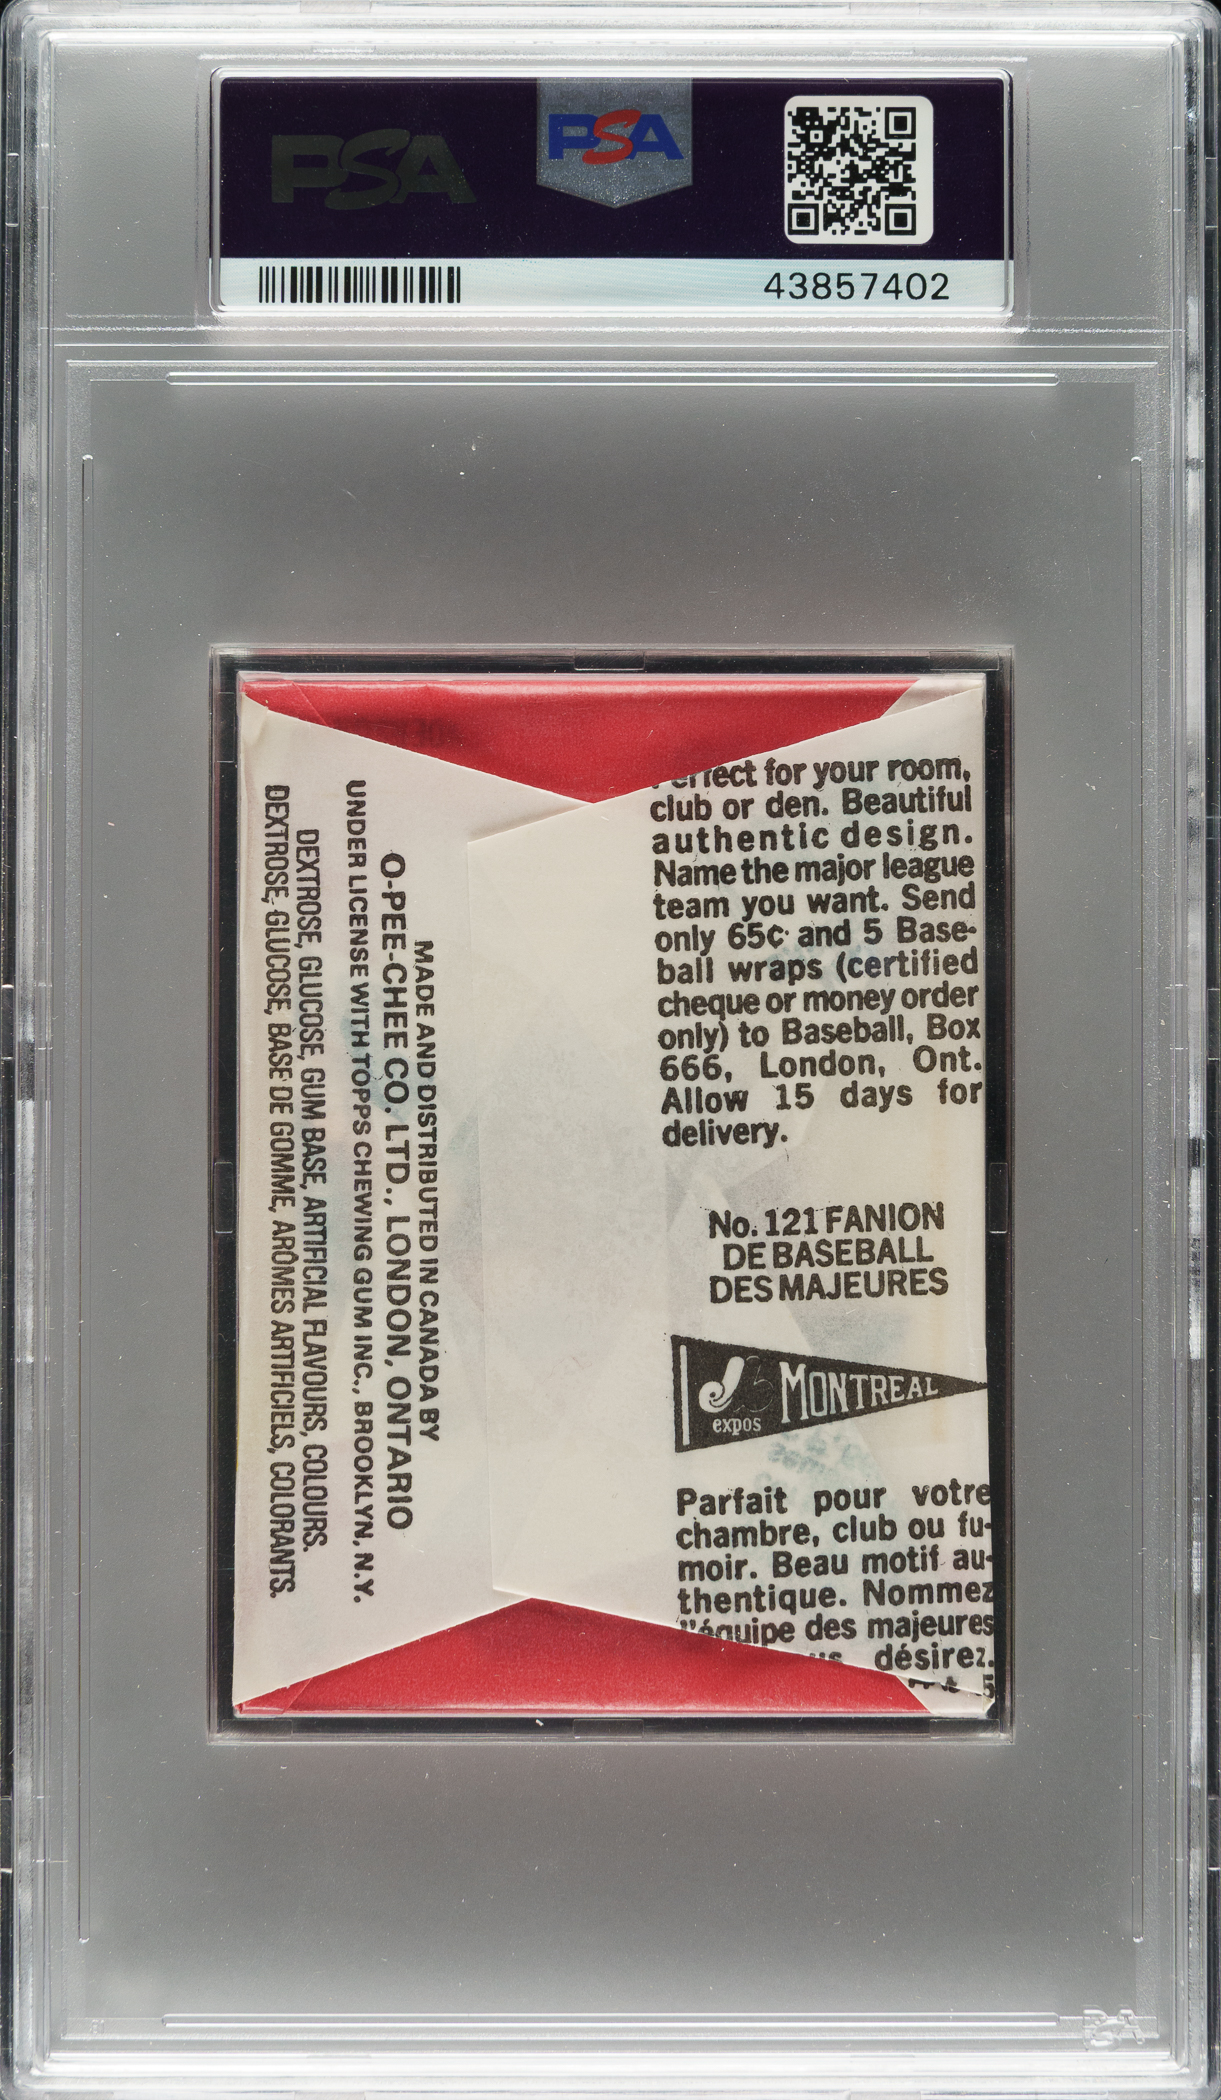 PSA
PSA
43857402
Perfect for your room,
club or den. Beautiful
authentic design.
Name the major league
team you want. Send
only 65¢ and 5 Base-
ball wraps (certified
cheque or money order
only) to Baseball, Box
666, London, Ont.
Allow 15 days for
delivery.
No. 121 FANION
DE BASEBALL
DES MAJEURES
expos
MONTREAL
Parfait pour votre
chambre, club ou fu-
moir. Beau motif au-
thentique. Nommez
l'équipe des majeures
désirez.
5
MADE AND DISTRIBUTED IN CANADA BY
O-PEE-CHEE CO. LTD., LONDON, ONTARIO
UNDER LICENSE WITH TOPPS CHEWING GUM INC., BROOKLYN, N.Y.
DEXTROSE, GLUCOSE, GUM BASE, ARTIFICIAL FLAVOURS, COLOURS.
DEXTROSE, GLUCOSE, BASE DE GOMME, ARÔMES ARTIFICIELS, COLORANTS.
PSA